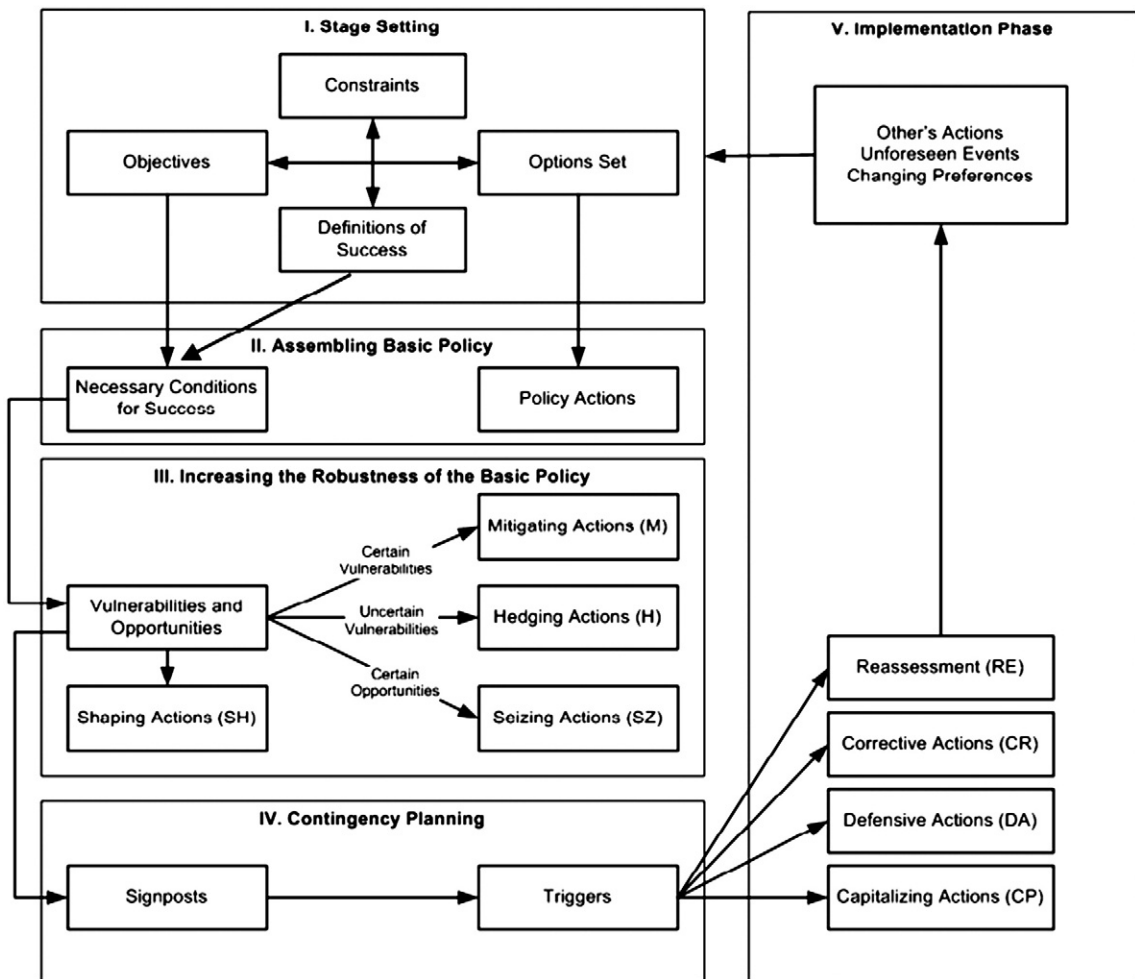 I. Stage Setting
Constraints
Objectives
Options Set
Definitions of
Success
II. Assembling Basic Policy
Necessary Conditions
for Success
Policy Actions
III. Increasing the Robustness of the Basic Policy
Mitigating Actions (M)
Certain
Vulnerabilities
Vulnerabilities and
Opportunities
Uncertain
Vulnerabilities
Hedging Actions (H)
Certain
Opportunities
Shaping Actions (SH)
Seizing Actions (SZ)
IV. Contingency Planning
Signposts
Triggers
V. Implementation Phase
Other's Actions
Unforeseen Events
Changing Preferences
Reassessment (RE)
Corrective Actions (CR)
Defensive Actions (DA)
Capitalizing Actions (CP)